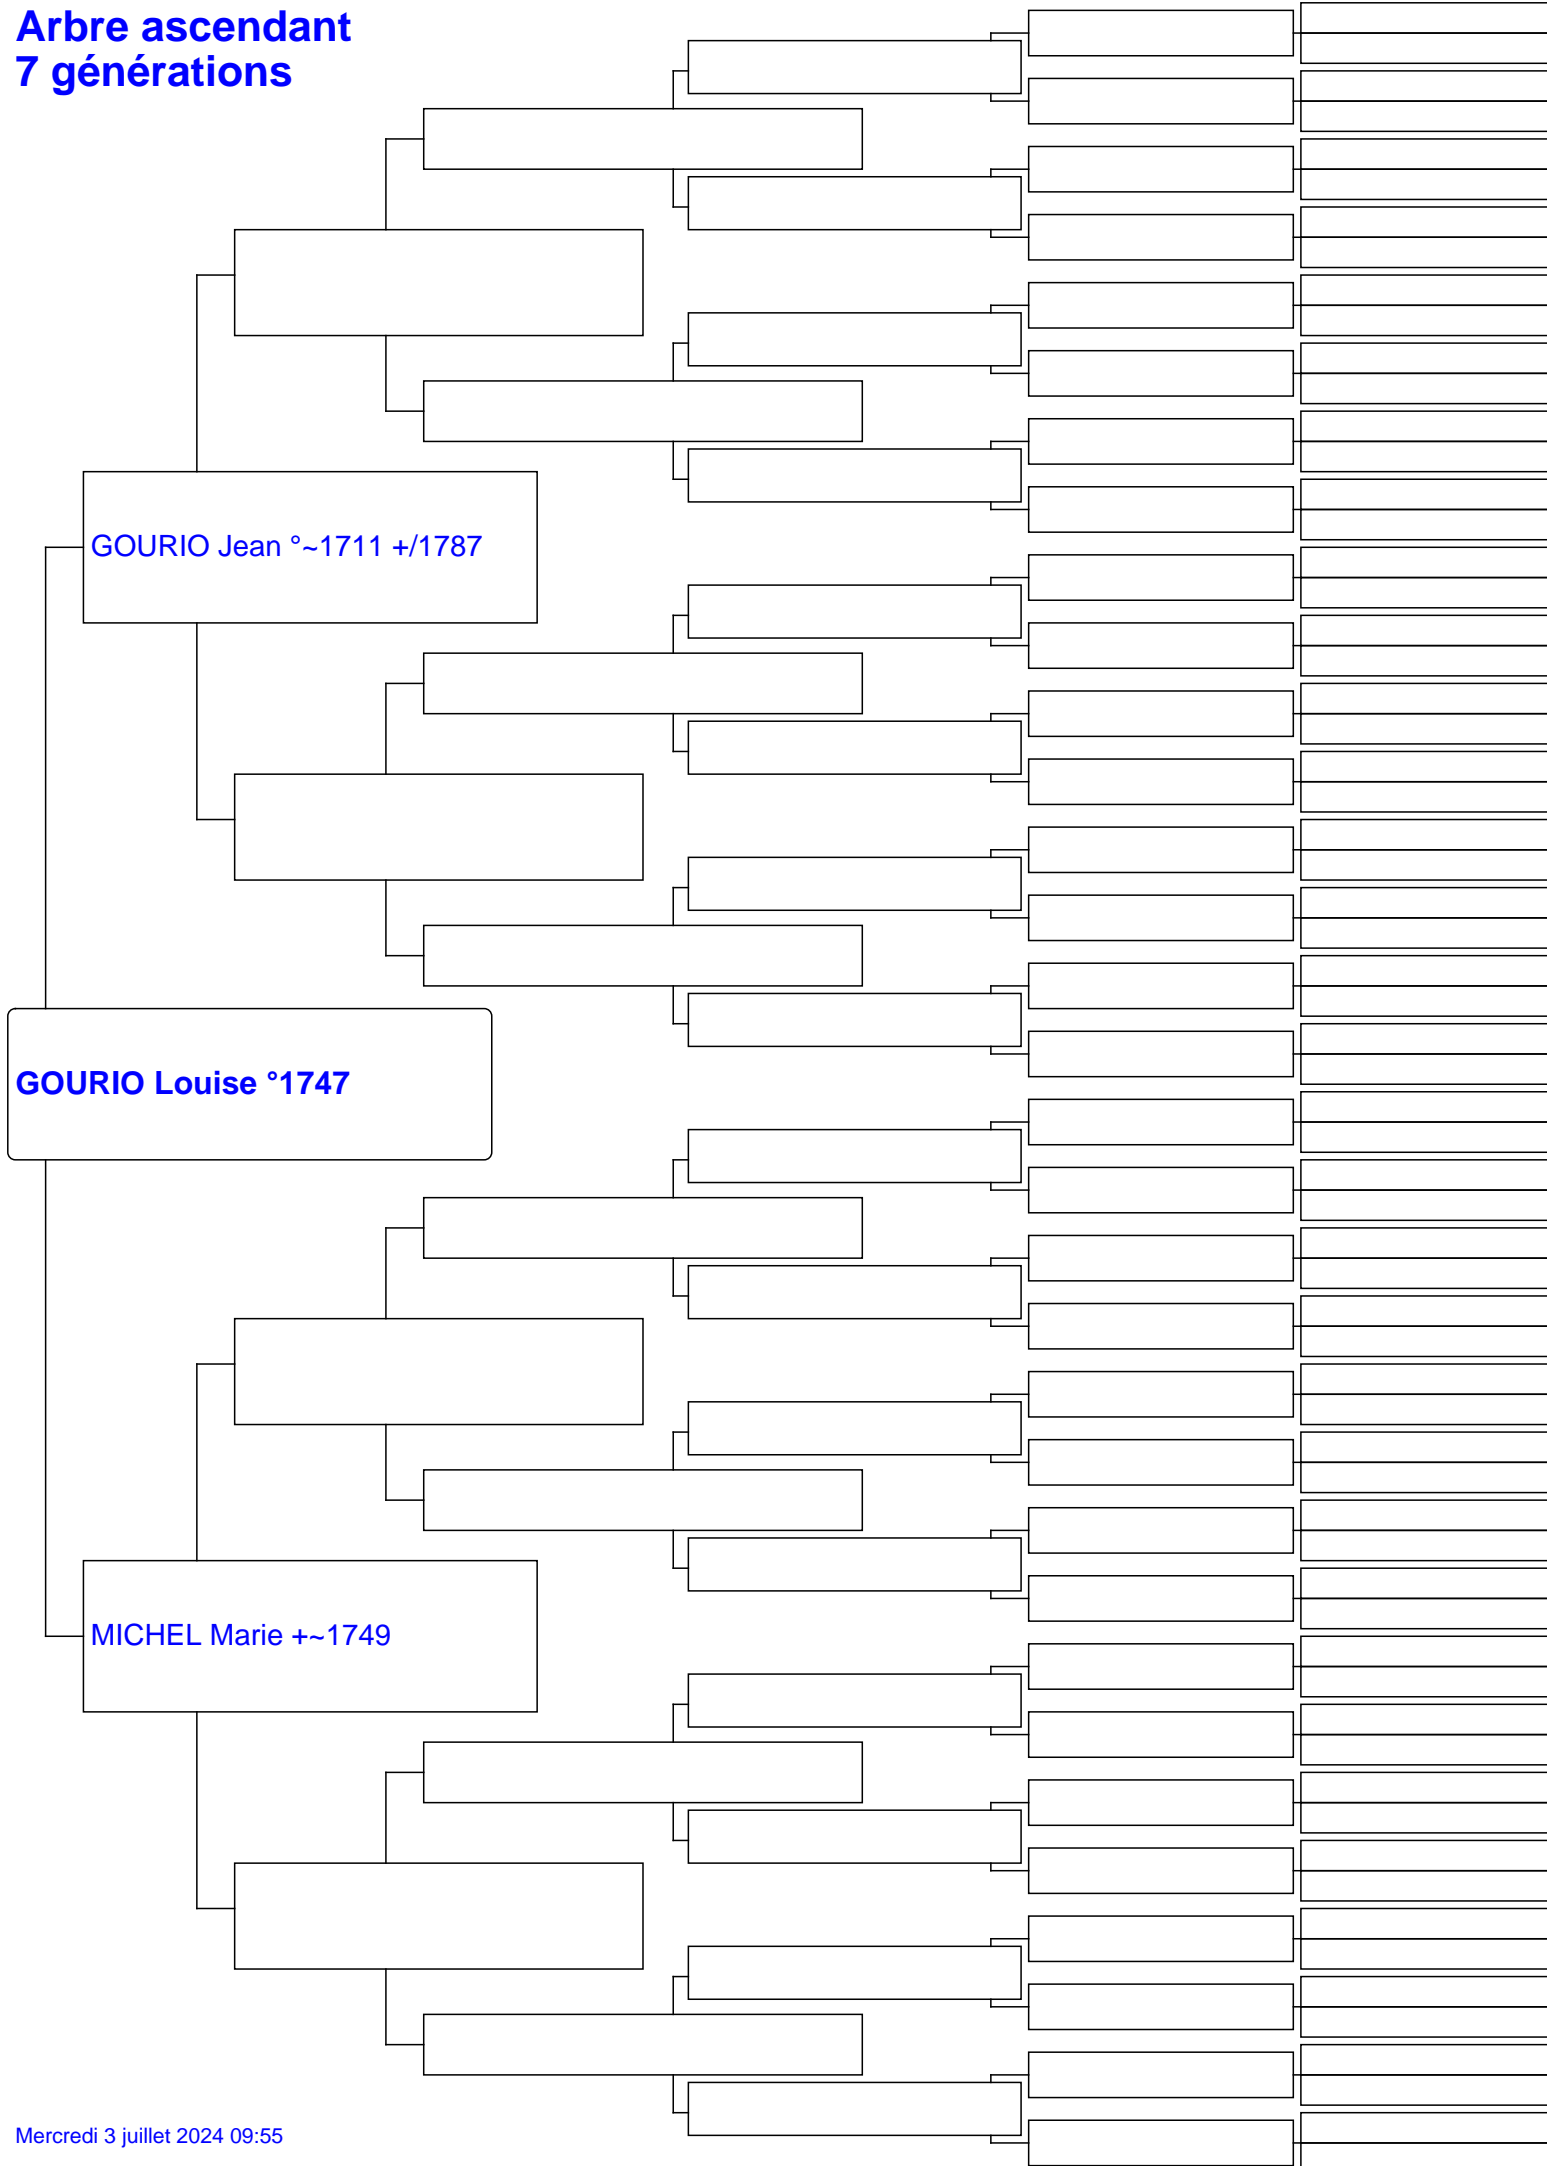 Arbre ascendant
7 générations
GOURIO Jean °~1711 +/1787
GOURIO Louise °1747
MICHEL Marie +~1749
Mercredi 3 juillet 2024 09:55